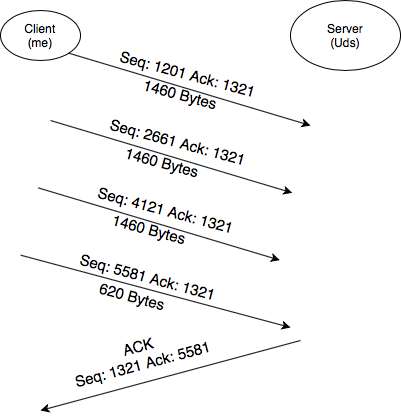 Client
(me)
Server
(Uds)
Seq: 1201 Ack: 1321
1460 Bytes
Seq: 2661 Ack: 1321
1460 Bytes
Seq: 4121 Ack: 1321
1460 Bytes
Seq: 5581 Ack: 1321
620 Bytes
ACK
Seq: 1321 Ack: 5581